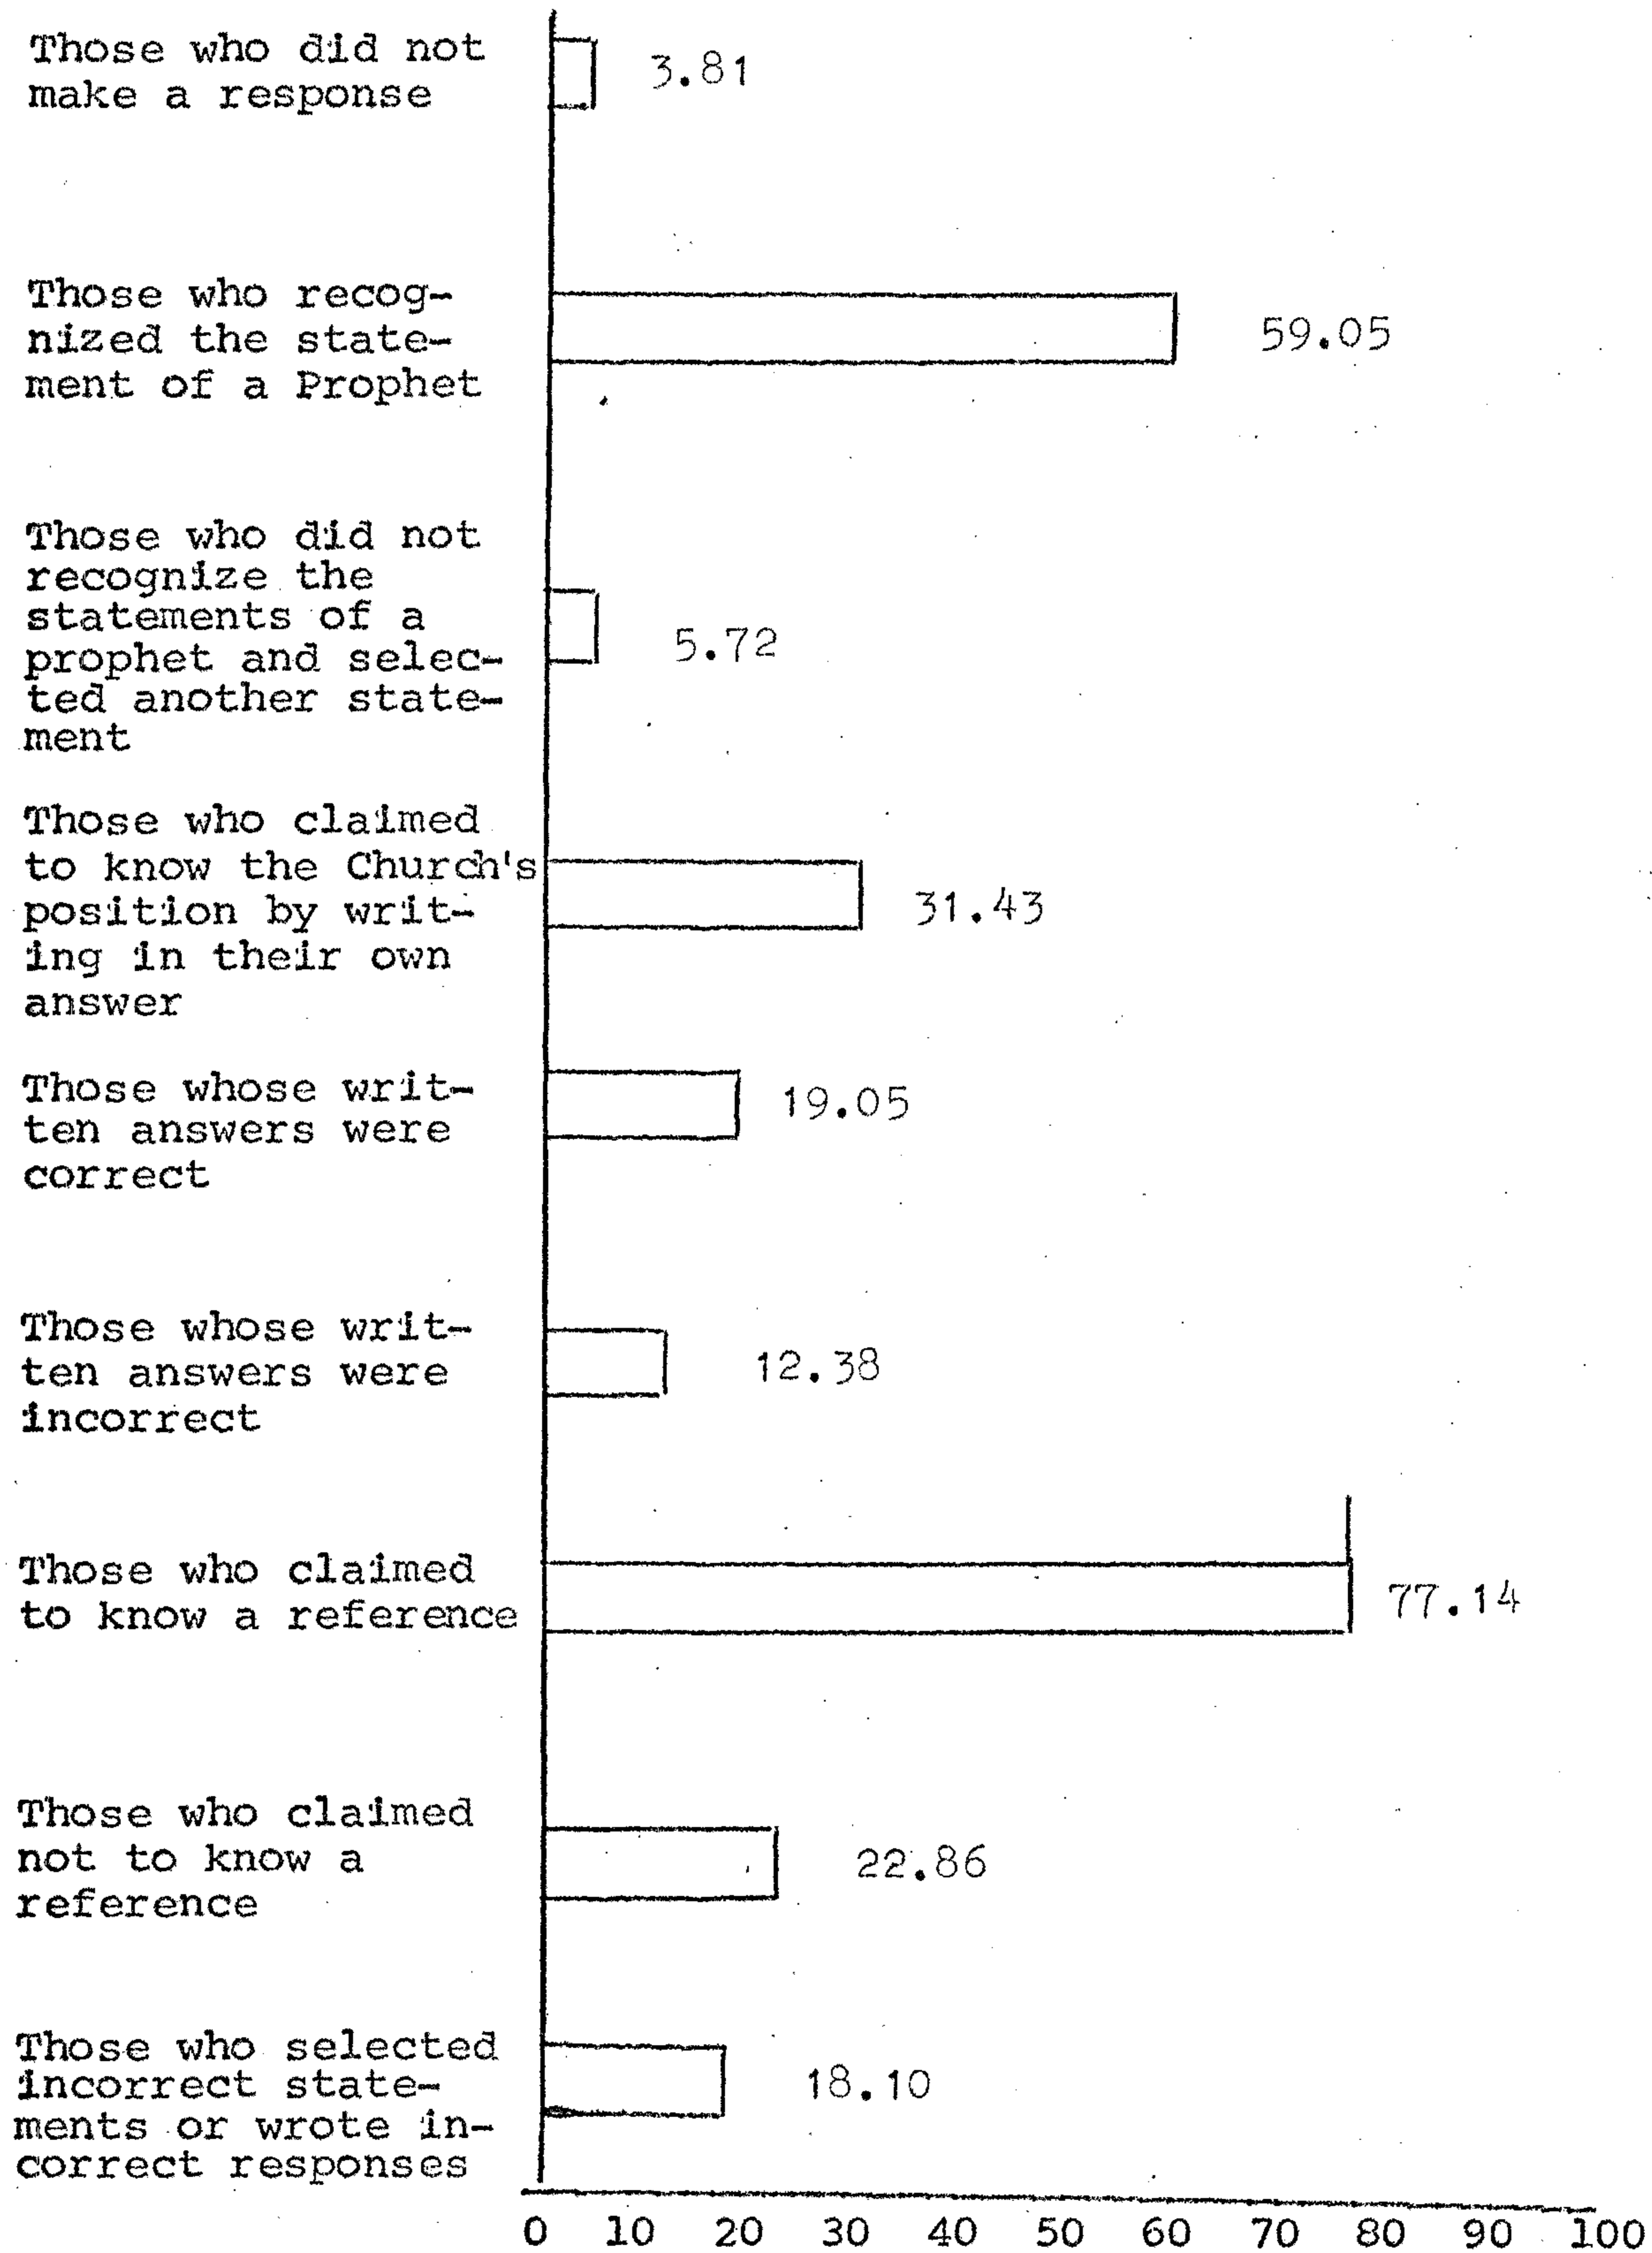 Those who did not
make a response
3.81
Those who recog-
nized the state-
ment of a Prophet
59.05
Those who did not
recognize the
statements of a
prophet and selec-
ted another state-
ment
5.72
Those who claimed
to know the Church's
position by writ-
ing in their own
answer
31.43
Those whose writ-
ten answers were
correct
19.05
Those whose writ-
ten answers were
incorrect
12.38
Those who claimed
to know a reference
77.14
Those who claimed
not to know a
reference
22.86
Those who selected
incorrect state-
ments or wrote in-
correct responses
18.10
0 10 20 30 40 50 60 70 80 90 100